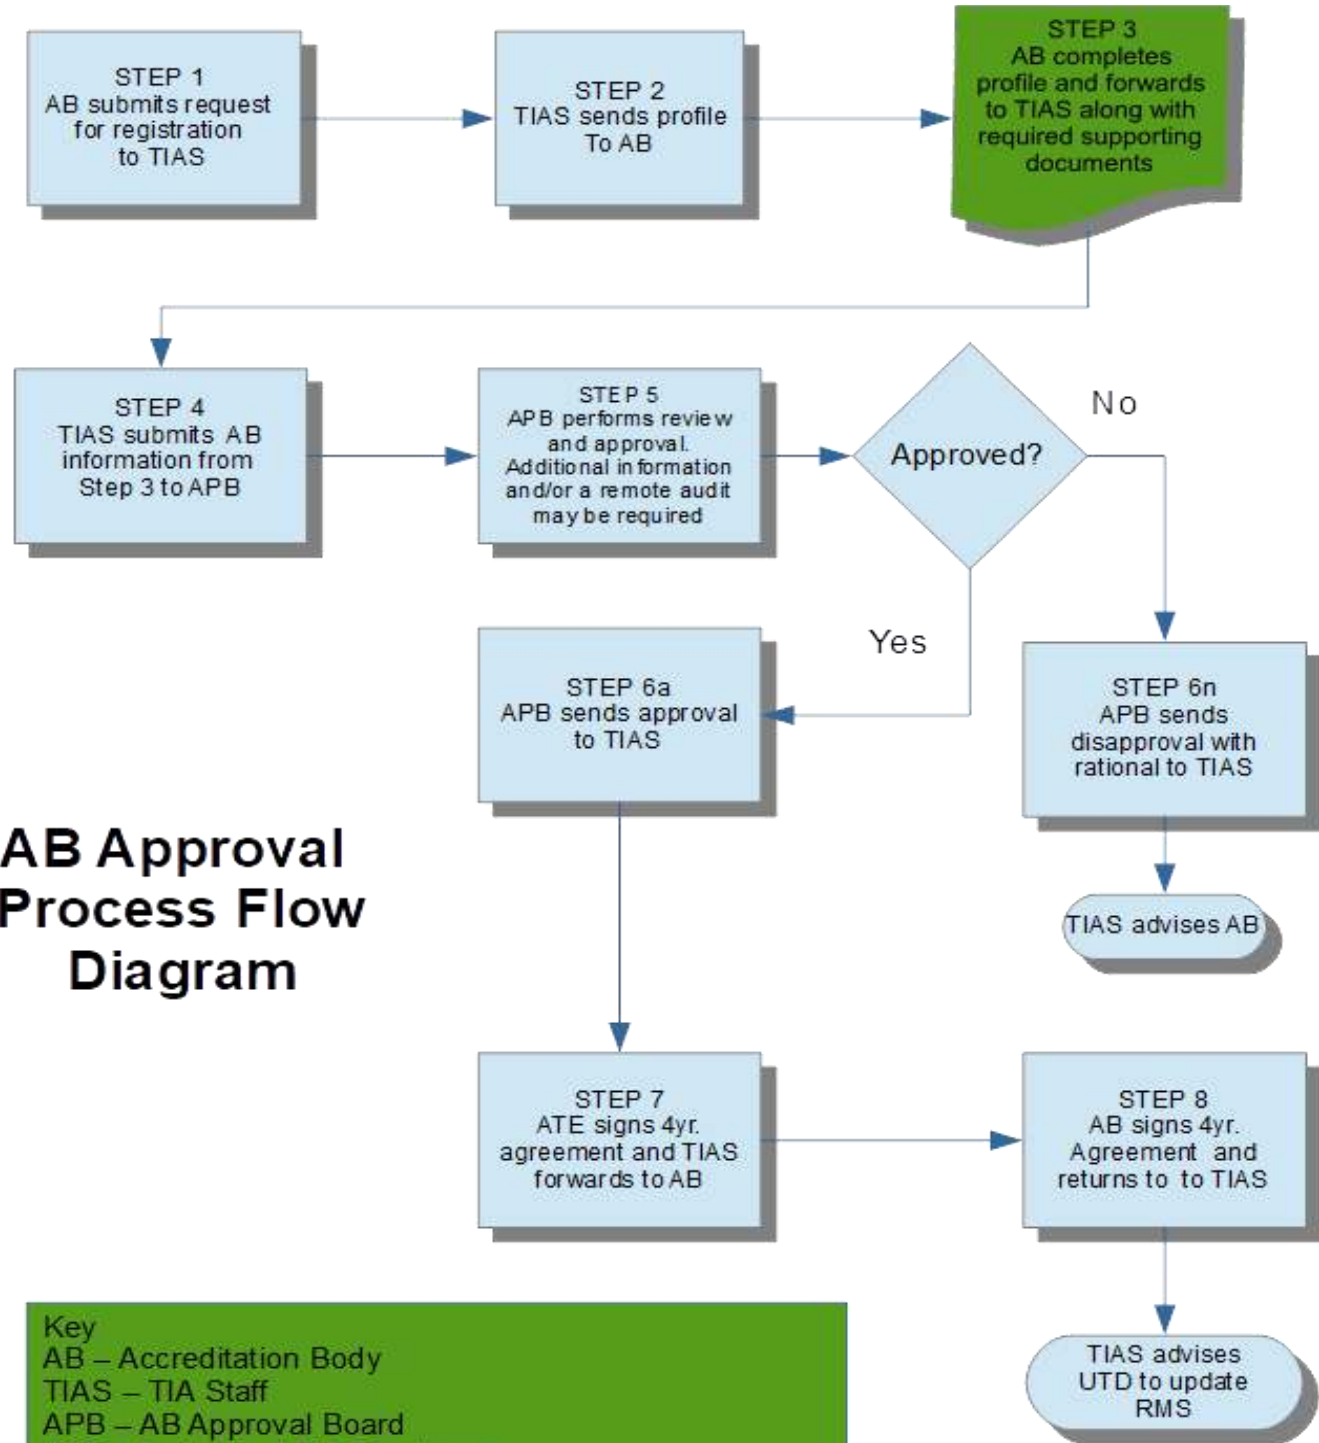 STEP 1
AB submits request
for registration
to TIAS
STEP 2
TIAS sends profile
To AB
STEP 3
AB completes
profile and forwards
to TIAS along with
required supporting
documents
STEP 4
TIAS submits AB
information from
Step 3 to APB
STEP 5
APB performs review
and approval.
Additional information
and/or a remote audit
may be required
Approved?
No
Yes
STEP 6a
APB sends approval
to TIAS
STEP 6n
APB sends
disapproval with
rational to TIAS
TIAS advises AB
AB Approval
Process Flow
Diagram
STEP 7
ATE signs 4yr.
agreement and TIAS
forwards to AB
STEP 8
AB signs 4yr.
Agreement and
returns to to TIAS
TIAS advises
UTD to update
RMS
Key
AB – Accreditation Body
TIAS – TIA Staff
APB – AB Approval Board